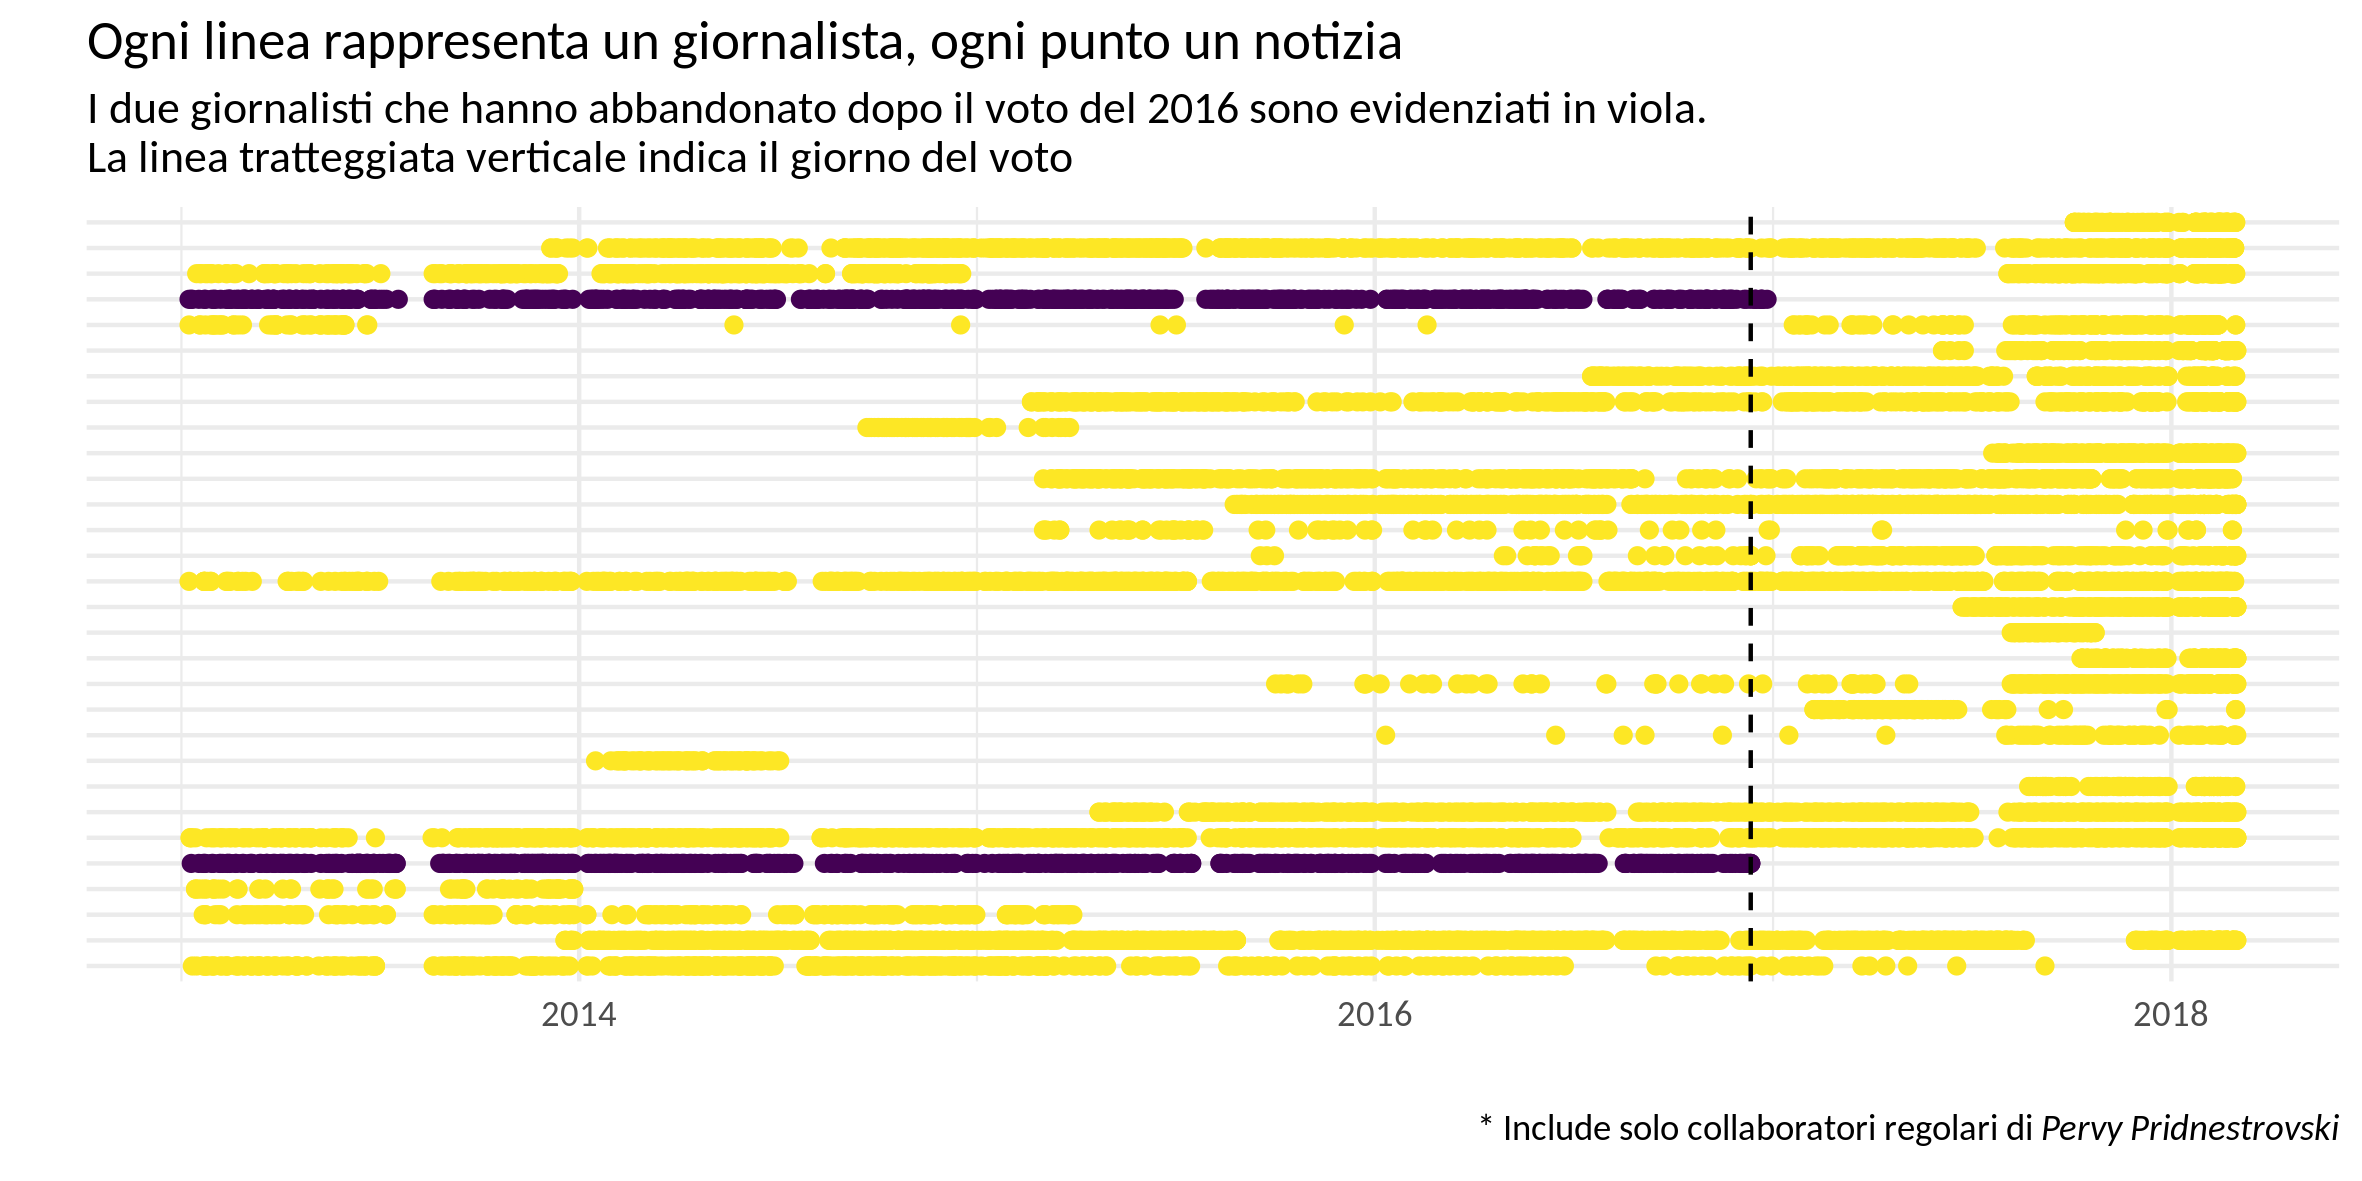 Ogni linea rappresenta un giornalista, ogni punto un notizia
I due giornalisti che hanno abbandonato dopo il voto del 2016 sono evidenziati in viola.
La linea tratteggiata verticale indica il giorno del voto
2014 2016 2018
* Include solo collaboratori regolari di Pervy Pridnestrovski